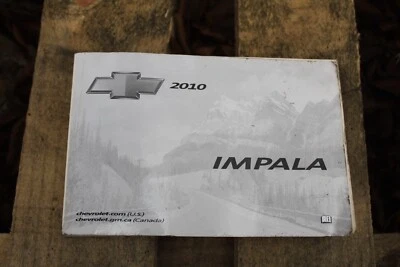 2010
IMPALA
chevrolet.com (U.S.)
chevrolet.gm.ca (Canada)